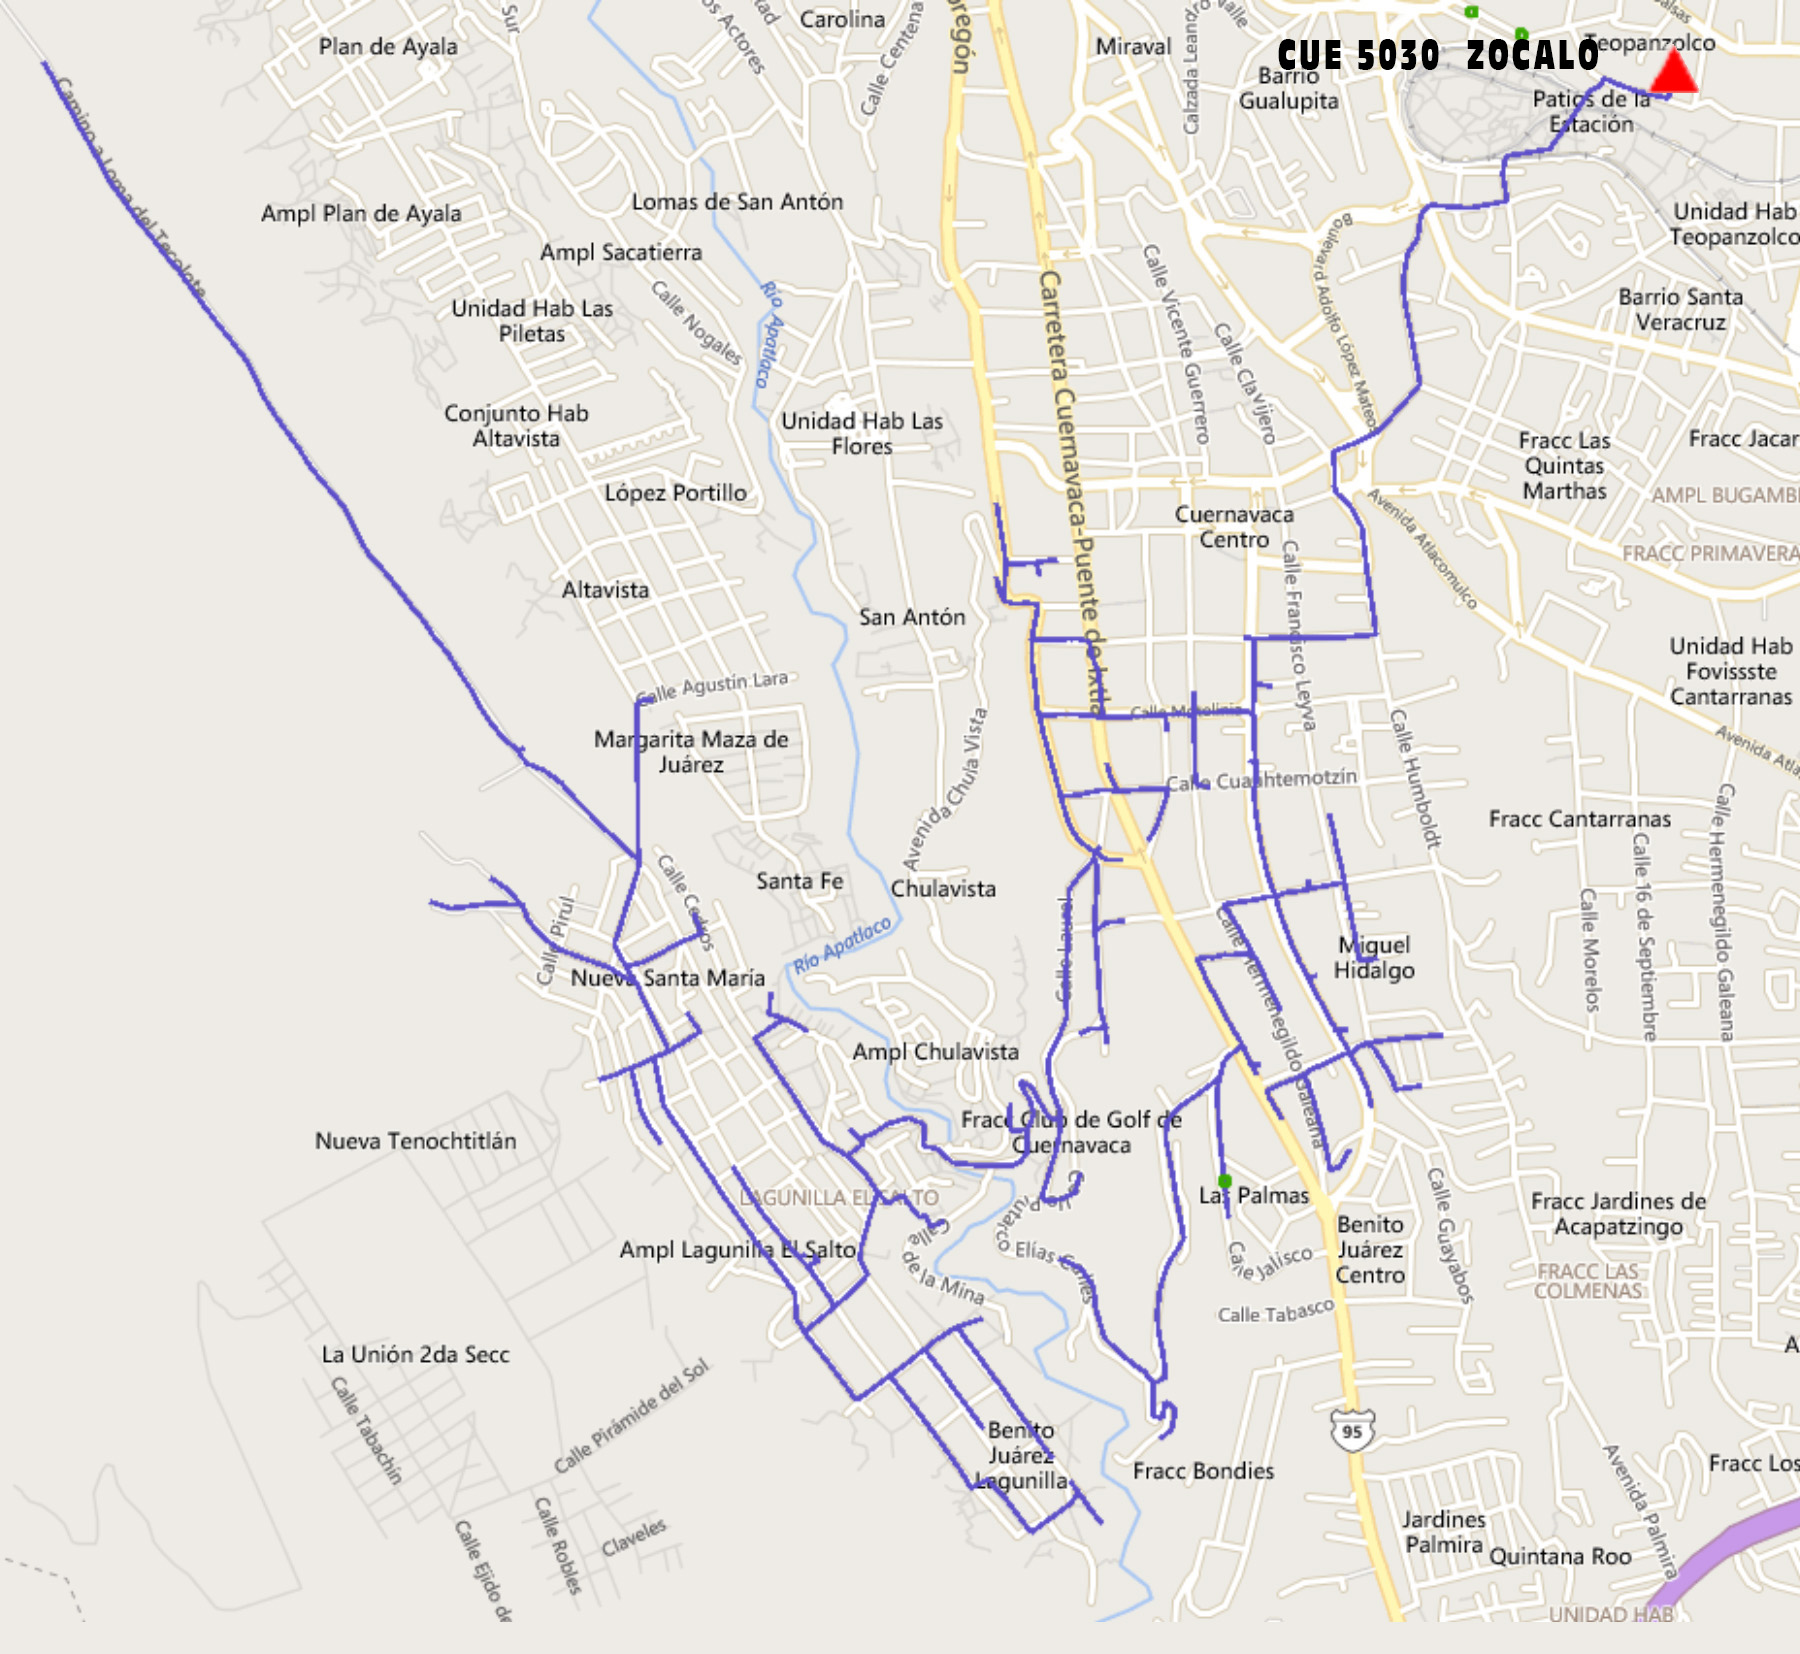 Sur
os Actores
Carolina
Calle Centena
Plan de Ayala
Miraval
Calzada Leandro
CUE 5030 ZOCALO
Teopanzolco
Barrio
Gualupita
Patios de la
Estación
Camino a Loma del Tecolote
Ampl Plan de Ayala
Lomas de San Antón
Ampl Sacatierra
Unidad Hab
Teopanzolco
Unidad Hab Las
Piletas
Calle Nogales
Río Apatlaco
Carretera Cuernavaca-Puente de Ixtla
Calle Vicente Guerrero
Calle Clavijero
Boulevard Adolfo López Mateos
Barrio Santa
Veracruz
Conjunto Hab
Altavista
Unidad Hab Las
Flores
Fracc Las
Quintas
Marthas
Fracc Jacar
López Portillo
AMPL BUGAMBI
Cuernavaca
Centro
Avenida Atlacomulco
FRACC PRIMAVERA
Altavista
San Antón
Calle Francisco Leyva
Unidad Hab
Fovissste
Cantarranas
Calle Agustín Lara
Calle Motolinia
Margarita Maza de
Juárez
Avenida Chula Vista
Calle Cuauhtemotzín
Calle Humboldt
Avenida Atla
Fracc Cantarranas
Calle Cedros
Santa Fe
Chulavista
Calle Pirul
Río Apatlaco
Calle Laurel
Calle Hermenegildo Galeana
Miguel
Hidalgo
Calle Morelos
Calle 16 de Septiembre
Calle Hermenegildo Galeana
Nueva Santa María
Ampl Chulavista
Nueva Tenochtitlán
Fracc Club de Golf de
Cuernavaca
LAGUNILLA EL SALTO
Las Palmas
Calle Guayabos
Fracc Jardines de
Acapatzingo
Ampl Lagunilla El Salto
Calle
de la Mina
co Elías Calles
Calle Jalisco
Benito
Juárez
Centro
FRACC LAS
COLMENAS
Calle Tabasco
La Unión 2da Secc
Calle Tabachín
Calle Pirámide del Sol
Benito
Juárez
Lagunilla
95
Fracc Bondies
Avenida Palmira
Fracc Los
Calle Ejido de
Calle Robles
Claveles
Jardines
Palmira
Quintana Roo
UNIDAD HAB